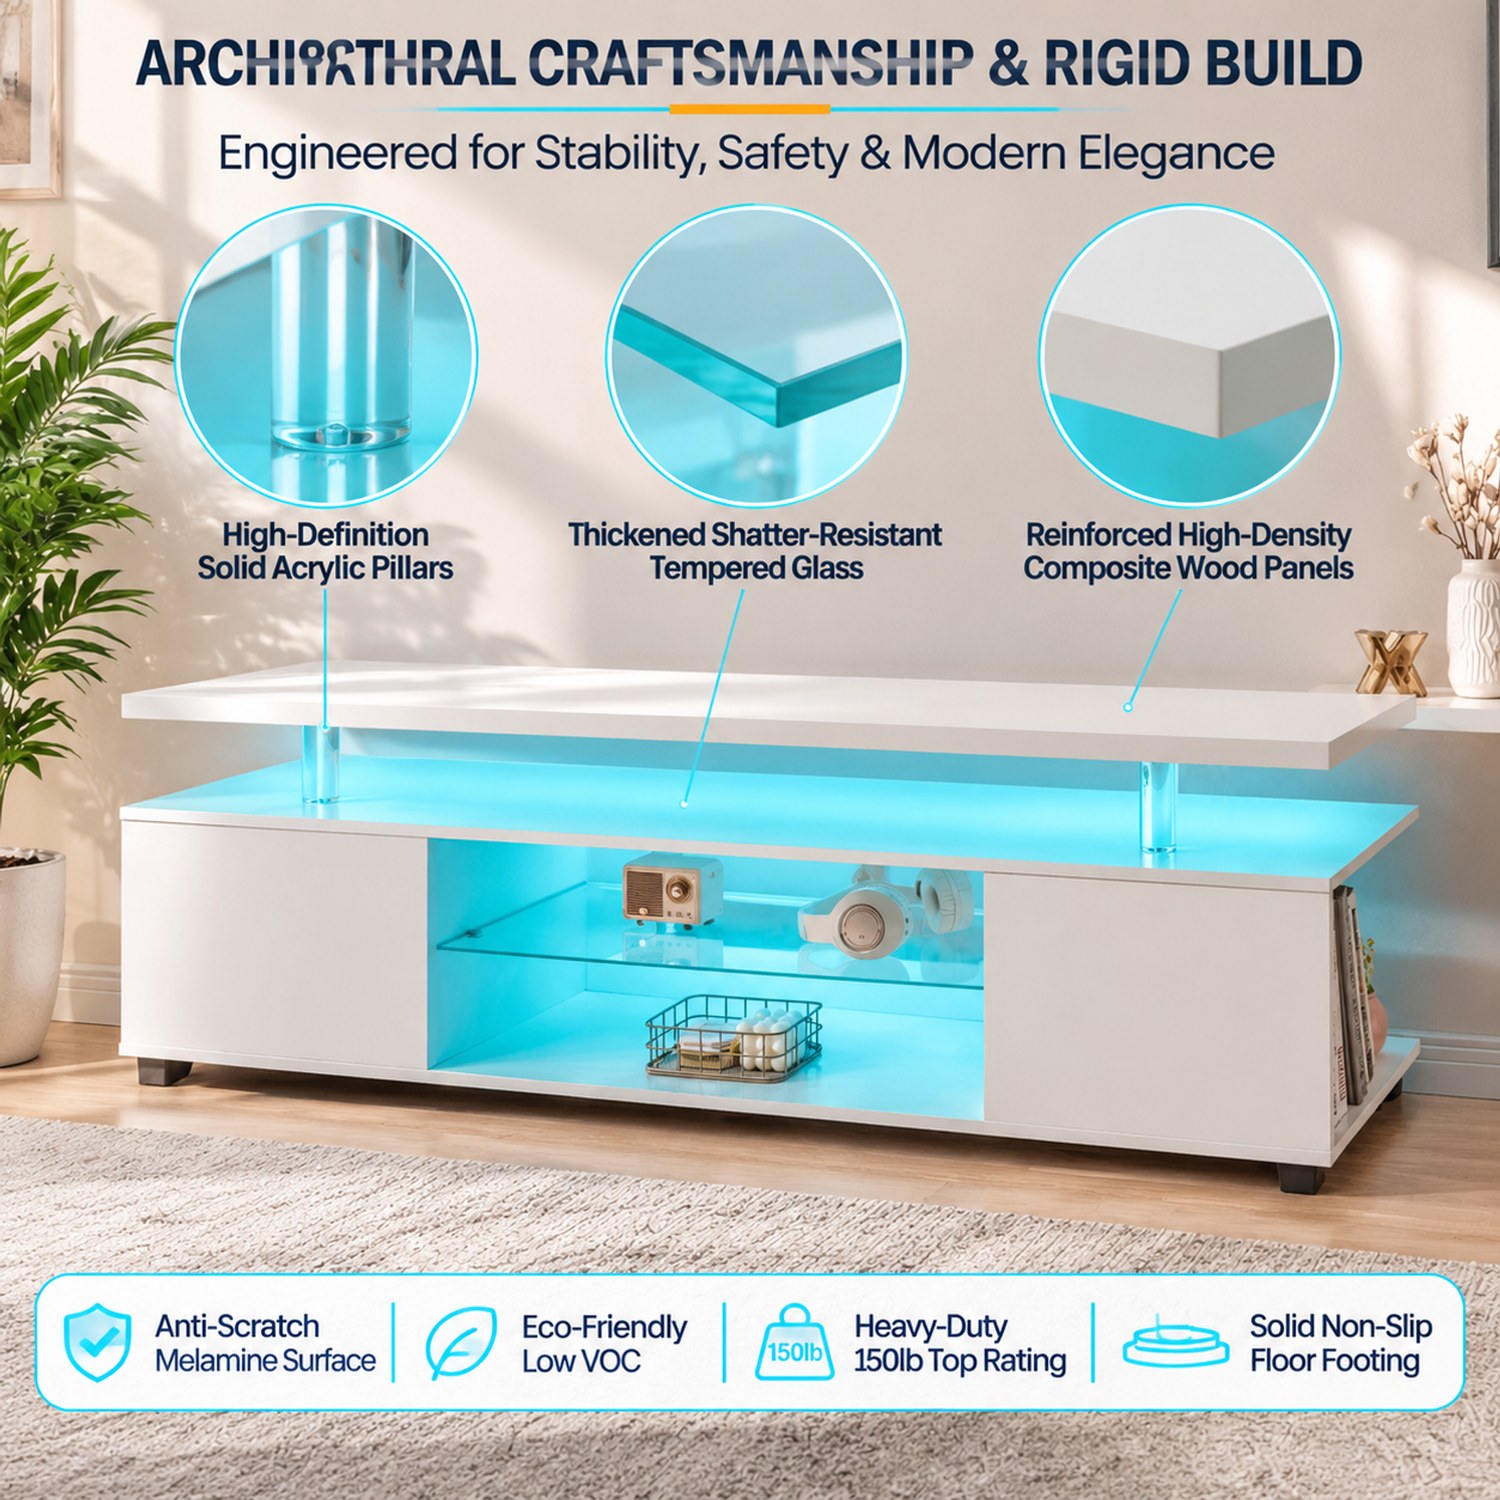 CRAFTSMANSHIP & RIGID BUILD
Engineered for Stability, Safety & Modern Elegance
High-Definition
Solid Acrylic Pillars
Thickened Shatter-Resistant
Tempered Glass
Reinforced High-Density
Composite Wood Panels
Anti-Scratch
Melamine Surface
Eco-Friendly
Low VOC
150lb
Heavy-Duty
150lb Top Rating
Solid Non-Slip
Floor Footing